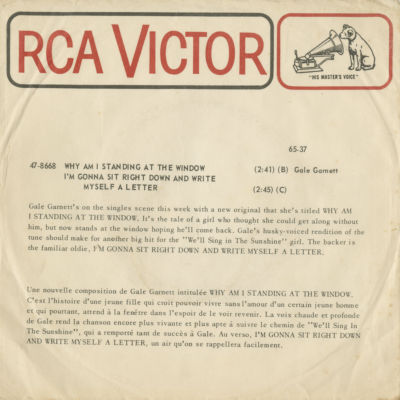 RCA VICTOR
"HIS MASTER'S VOICE"
65-37
47-8668 WHY AM I STANDING AT THE WINDOW (2:41) (B) Gale Garnett
I'M GONNA SIT RIGHT DOWN AND WRITE
MYSELF A LETTER (2:45) (C)
Gale Garnett's on the singles scene this week with a new original that she's titled WHY AM
I STANDING AT THE WINDOW. It's the tale of a girl who thought she could get along without
him, but now stands at the window hoping he'll come back. Gale's husky-voiced rendition of the
tune should make for another big hit for the "We'll Sing in The Sunshine" girl. The backer is
the familiar oldie, I'M GONNA SIT RIGHT DOWN AND WRITE MYSELF A LETTER.
Une nouvelle composition de Gale Garnett intitulée WHY AM I STANDING AT THE WINDOW.
C'est l'histoire d'une jeune fille qui croit pouvoir vivre sans l'amour d'un certain jeune homme
et qui pourtant, attend à la fenêtre dans l'espoir de le voir revenir. La voix chaude et profonde
de Gale rend la chanson encore plus vivante et plus apte à suivre le chemin de "We'll Sing In
The Sunshine", qui a remporté tant de succès à Gale. Au verso, I'M GONNA SIT RIGHT DOWN
AND WRITE MYSELF A LETTER, un air qu'on se rappellera facilement.